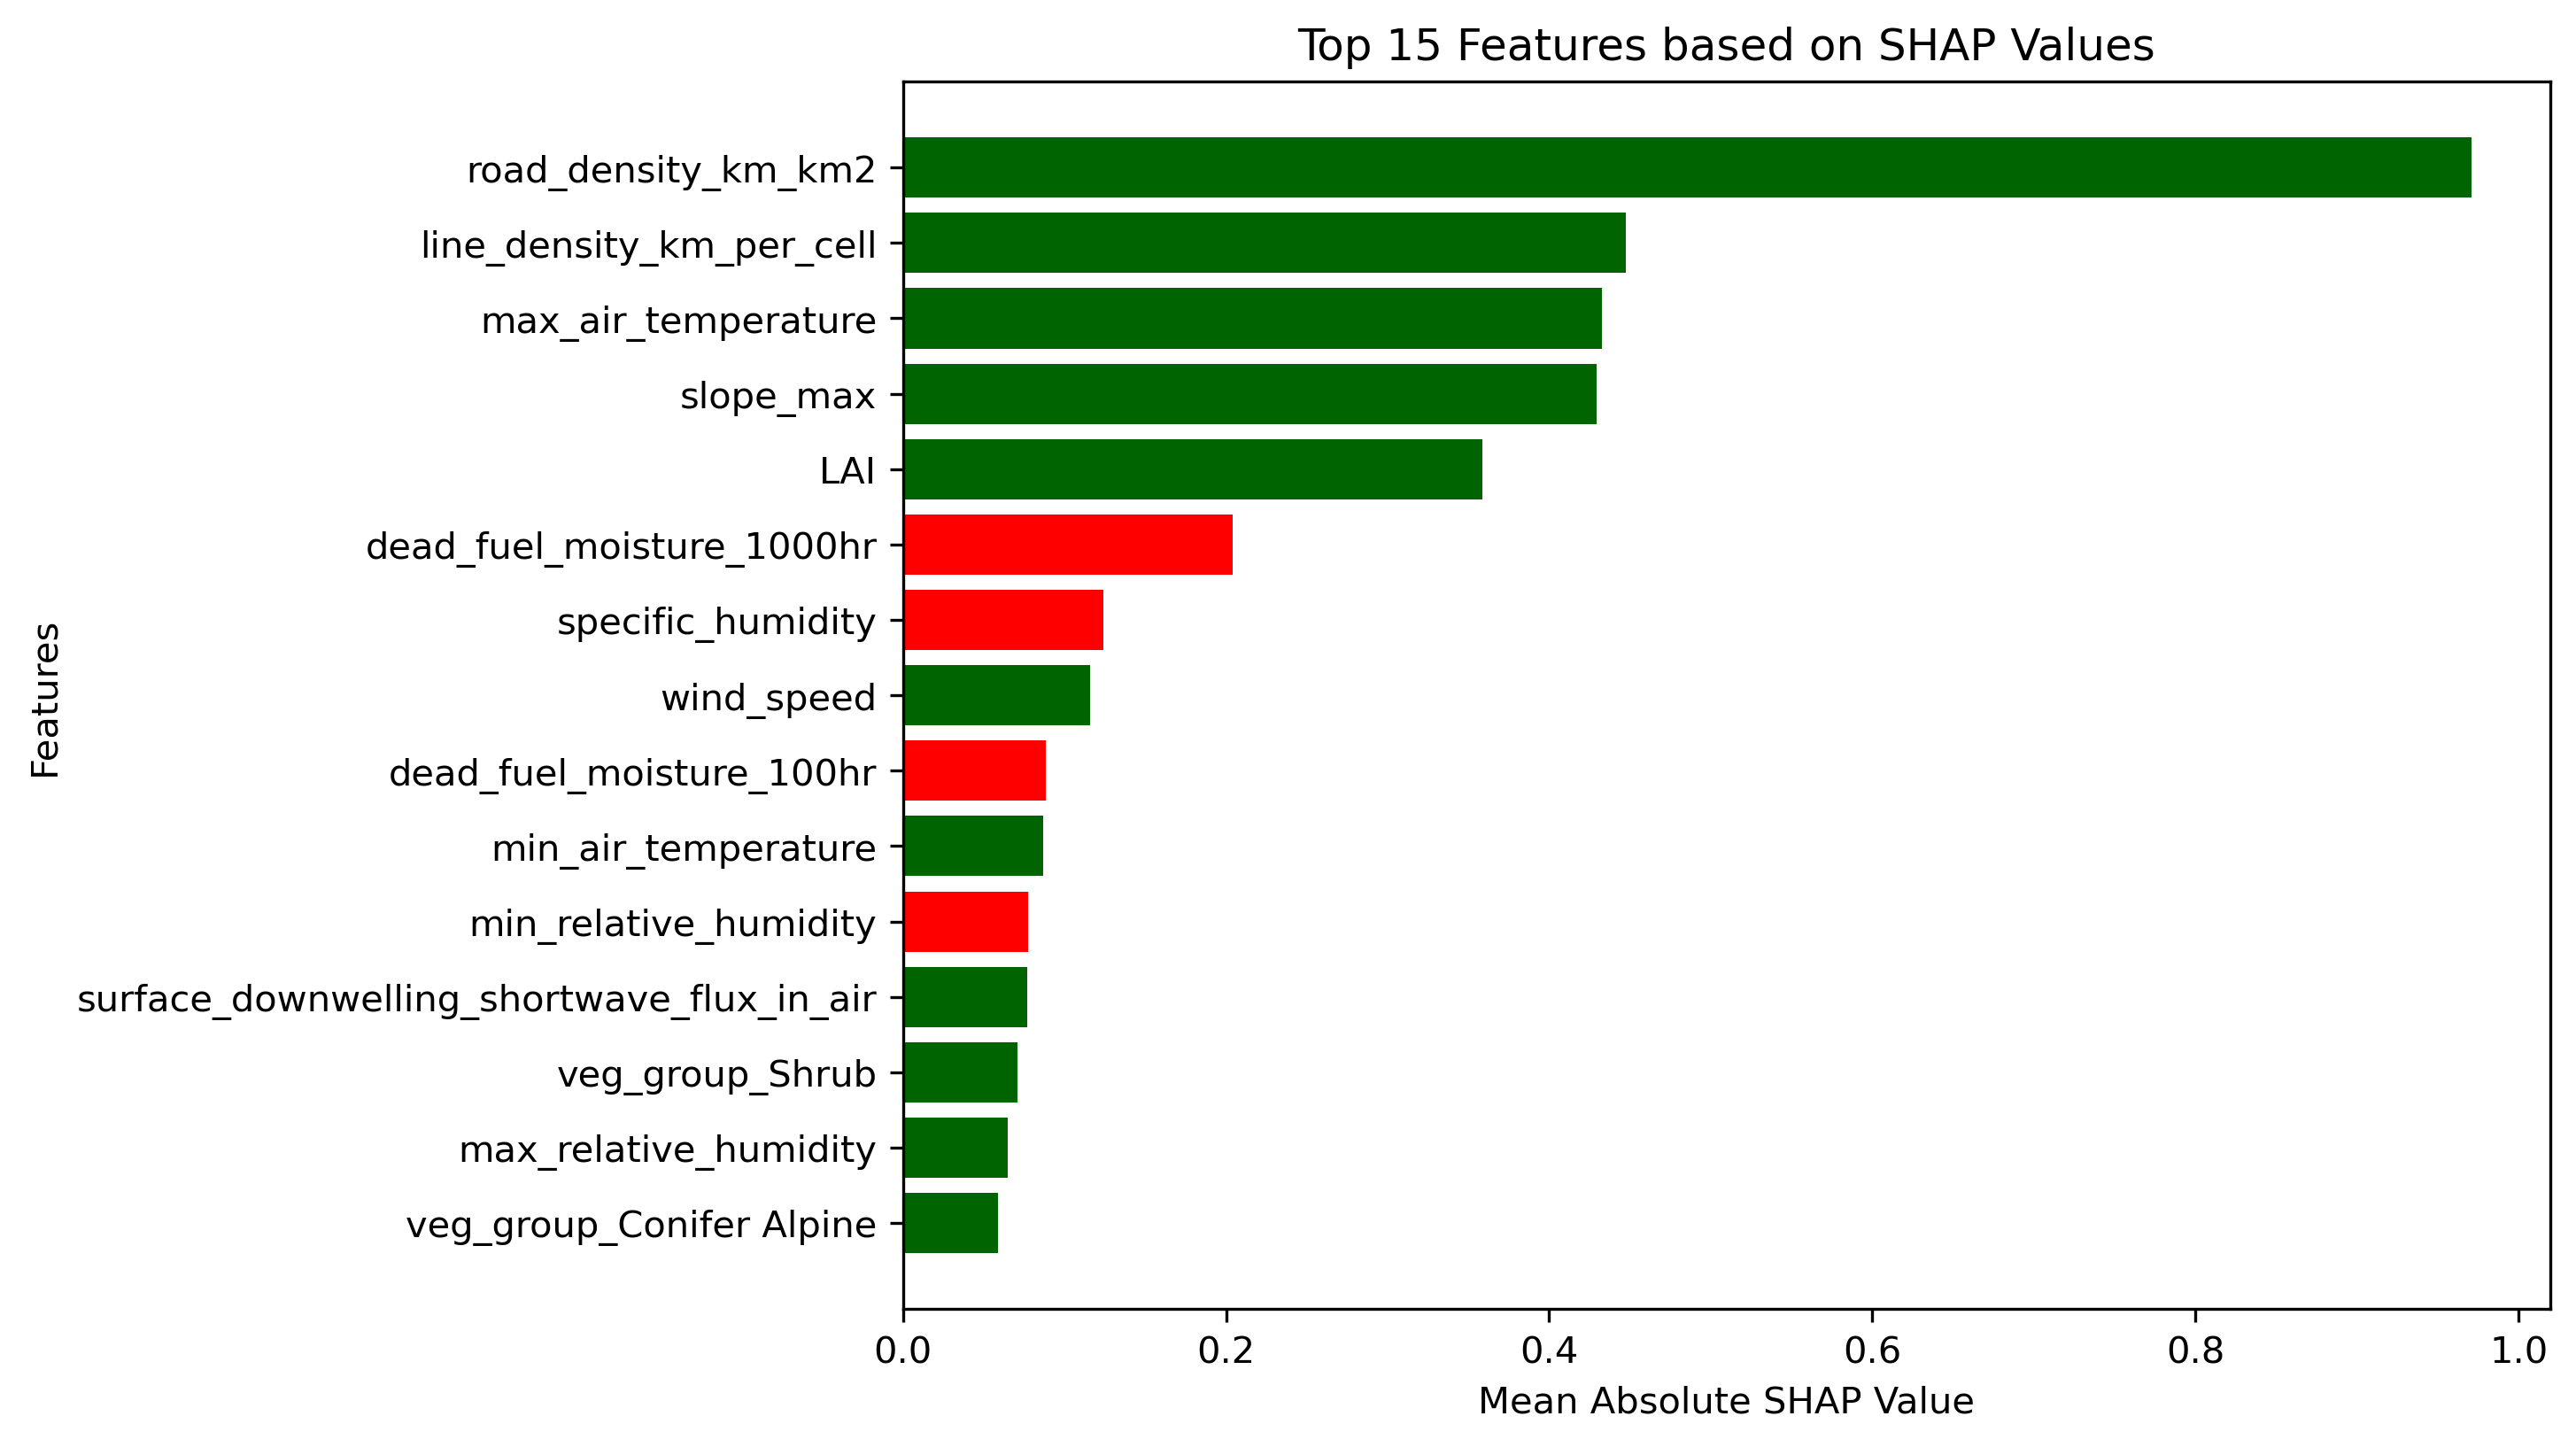 Top 15 Features based on SHAP Values
road_density_km_km2
line_density_km_per_cell
max_air_temperature
slope_max
LAI
dead_fuel_moisture_1000hr
specific_humidity
wind_speed
dead_fuel_moisture_100hr
min_air_temperature
min_relative_humidity
surface_downwelling_shortwave_flux_in_air
veg_group_Shrub
max_relative_humidity
veg_group_Conifer Alpine
Features
0.0 0.2 0.4 0.6 0.8 1.0
Mean Absolute SHAP Value